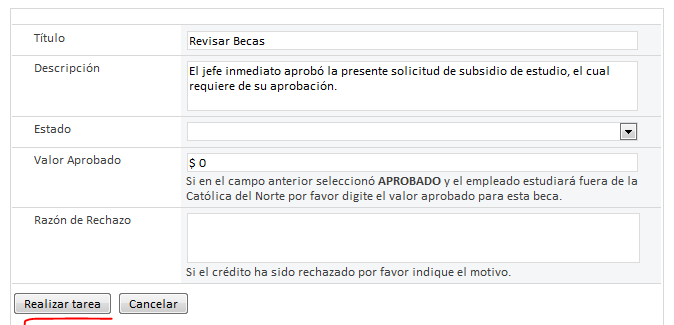 Título
Revisar Becas
Descripción
El jefe inmediato aprobó la presente solicitud de subsidio de estudio, el cual
requiere de su aprobación.
Estado
Valor Aprobado
$ 0
Si en el campo anterior seleccionó APROBADO y el empleado estudiará fuera de la
Católica del Norte por favor digite el valor aprobado para esta beca.
Razón de Rechazo
Si el crédito ha sido rechazado por favor indique el motivo.
Realizar tarea
Cancelar